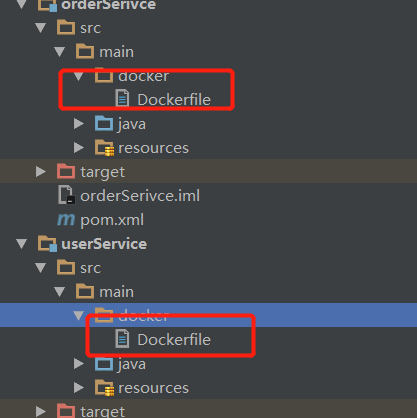 orderSerivce
src
main
docker
Dockerfile
java
resources
target
orderSerivce.iml
pom.xml
userService
src
main
docker
Dockerfile
java
resources
target